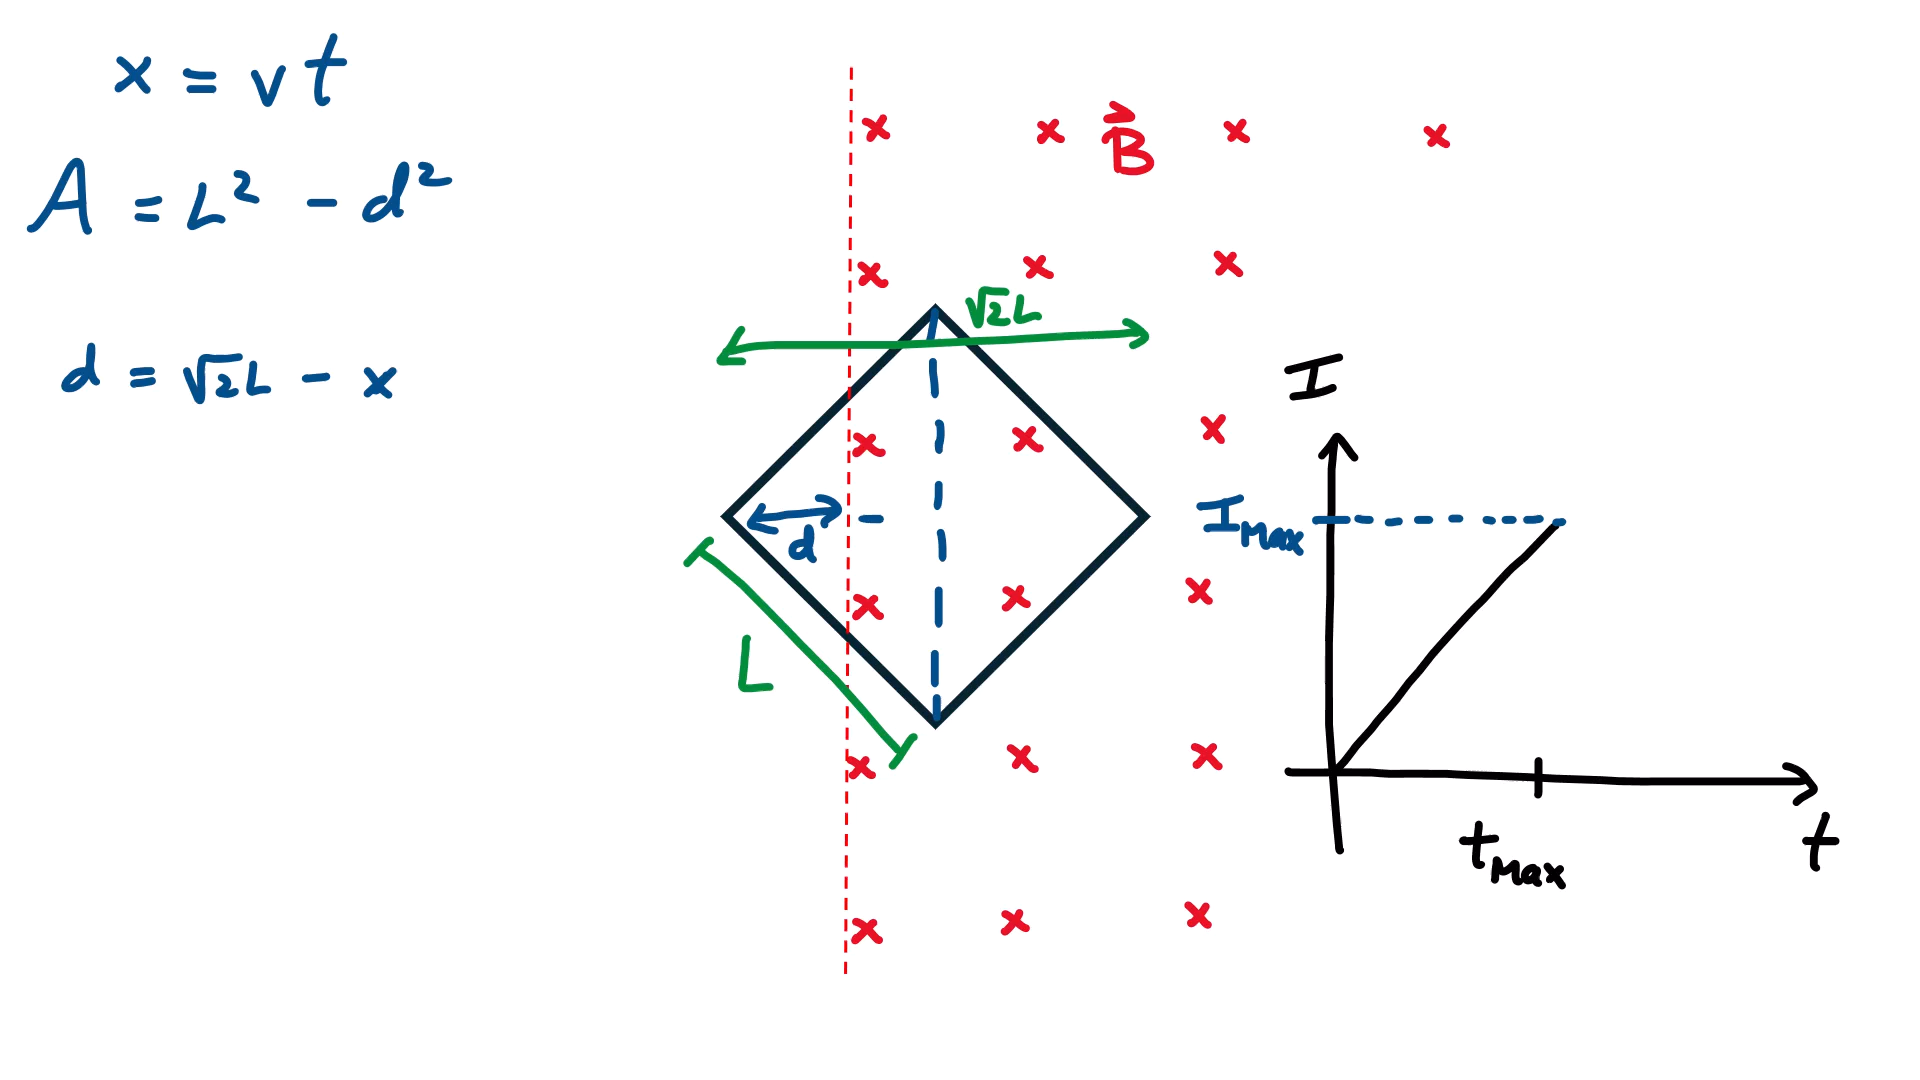 x = vt
A = L² - d²
d = √2L - x
B⃗
√2L
d
L
I
Iₘₐₓ
tₘₐₓ
t